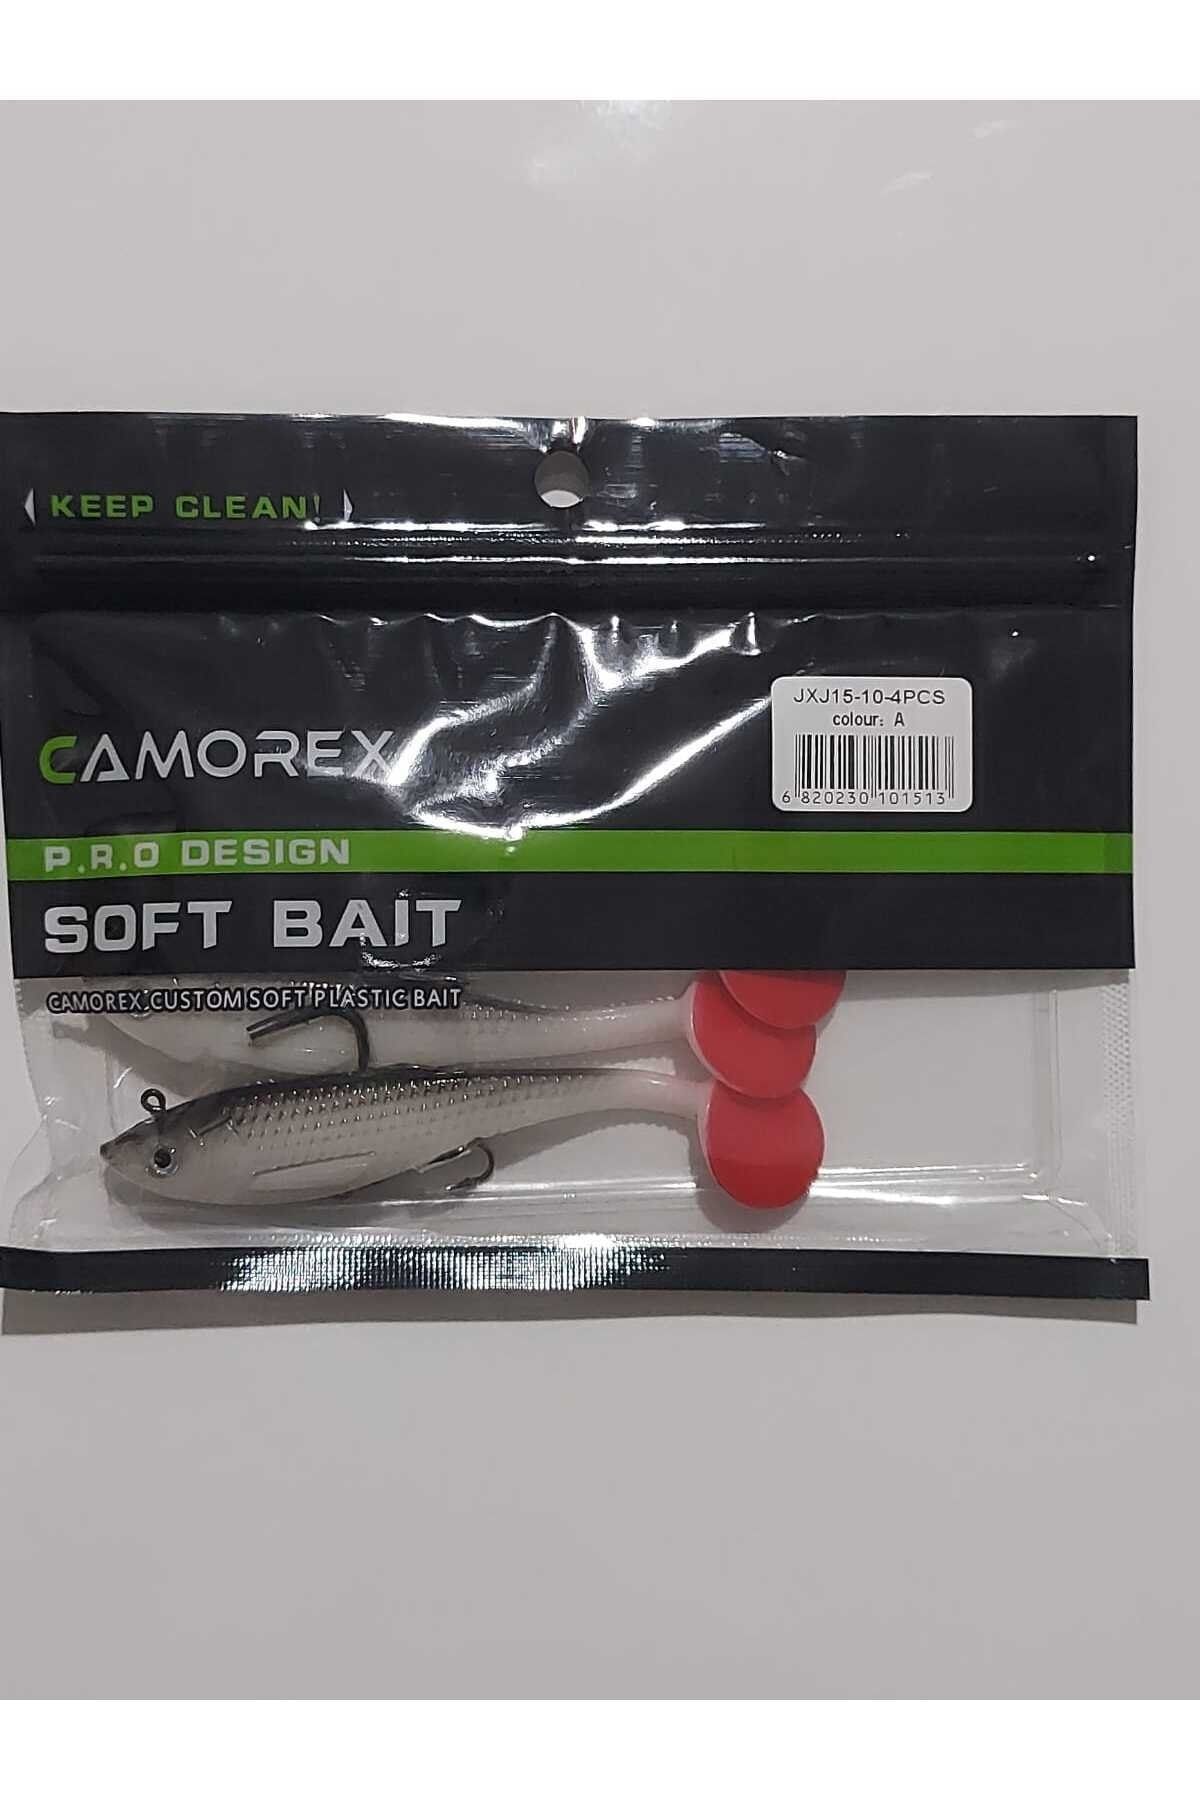 KEEP CLEAN!
CAMOREX
JXJ15-10-4PCS
colour: A
6 820230 101513
P.R.O DESIGN
SOFT BAIT
CAMOREX.CUSTOM SOFT PLASTIC BAIT